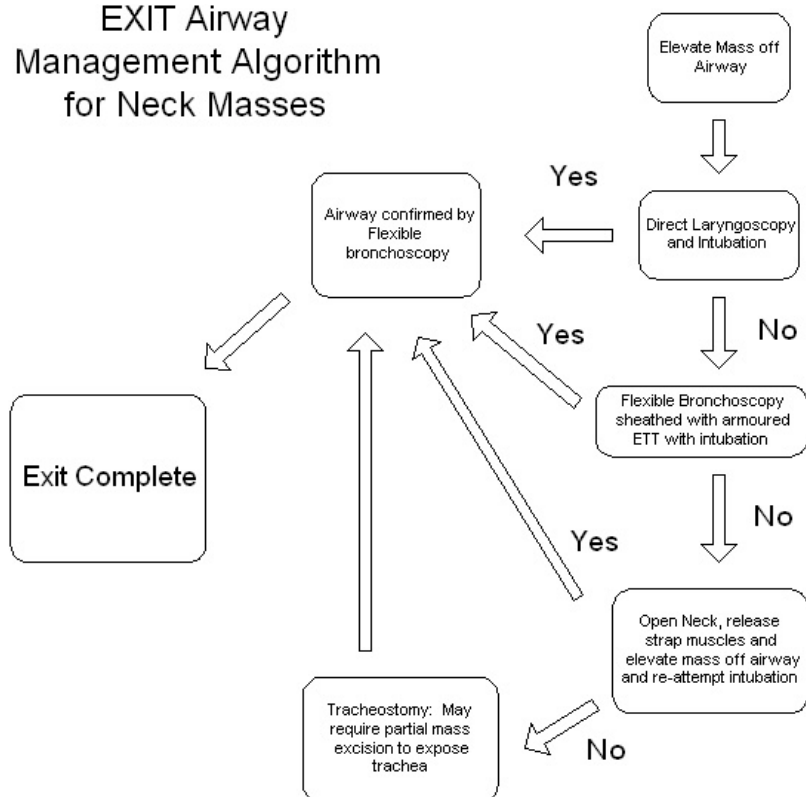 EXIT Airway
Management Algorithm
for Neck Masses
Elevate Mass off
Airway
Yes
Airway confirmed by
Flexible
bronchoscopy
Direct Laryngoscopy
and Intubation
Yes
No
Flexible Bronchoscopy
sheathed with armoured
ETT with intubation
Exit Complete
No
Yes
Open Neck, release
strap muscles and
elevate mass off airway
and re-attempt intubation
Tracheostomy: May
require partial mass
excision to expose
trachea
No